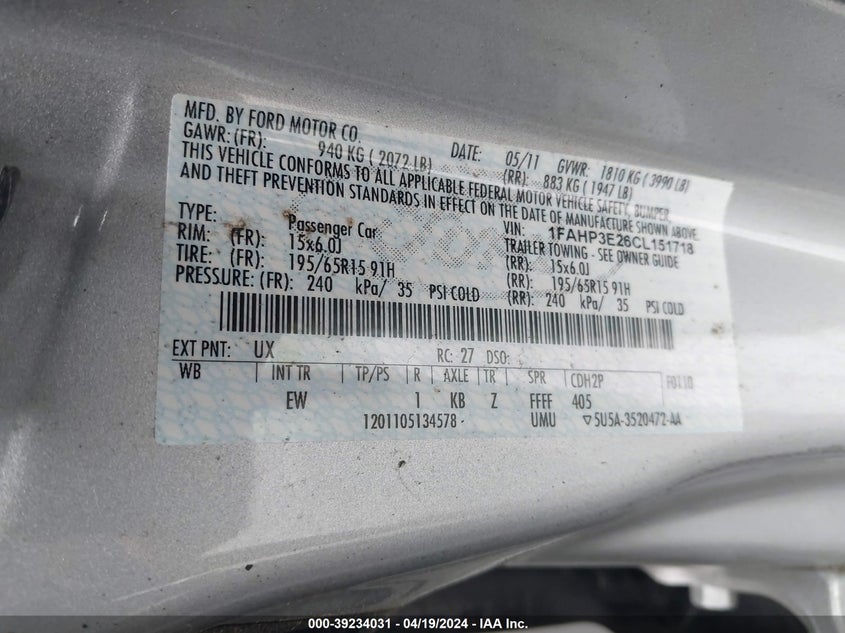 MFD. BY FORD MOTOR CO.
DATE: 05/11 GVWR: 1810 KG ( 3990 LB)
GAWR: (FR): 940 KG ( 2072 LB) (RR): 883 KG ( 1947 LB)
THIS VEHICLE CONFORMS TO ALL APPLICABLE FEDERAL MOTOR VEHICLE SAFETY, BUMPER,
AND THEFT PREVENTION STANDARDS IN EFFECT ON THE DATE OF MANUFACTURE SHOWN ABOVE.
VIN: 1FAHP3E26CL151718
TYPE: Passenger Car TRAILER TOWING - SEE OWNER GUIDE
RIM: (FR): 15x6.0J (RR): 15x6.0J
TIRE: (FR): 195/65R15 91H (RR): 195/65R15 91H
PRESSURE: (FR): 240 kPa/ 35 PSI COLD (RR): 240 kPa/ 35 PSI COLD
EXT PNT: UX RC: 27 DSO:
WB INT TR TP/PS R AXLE TR SPR CDH2P F0110
EW 1 KB Z FFFF 405
1201105134578 UMU ▽5U5A-3520472-AA
000-39234031 - 04/19/2024 - IAA Inc.